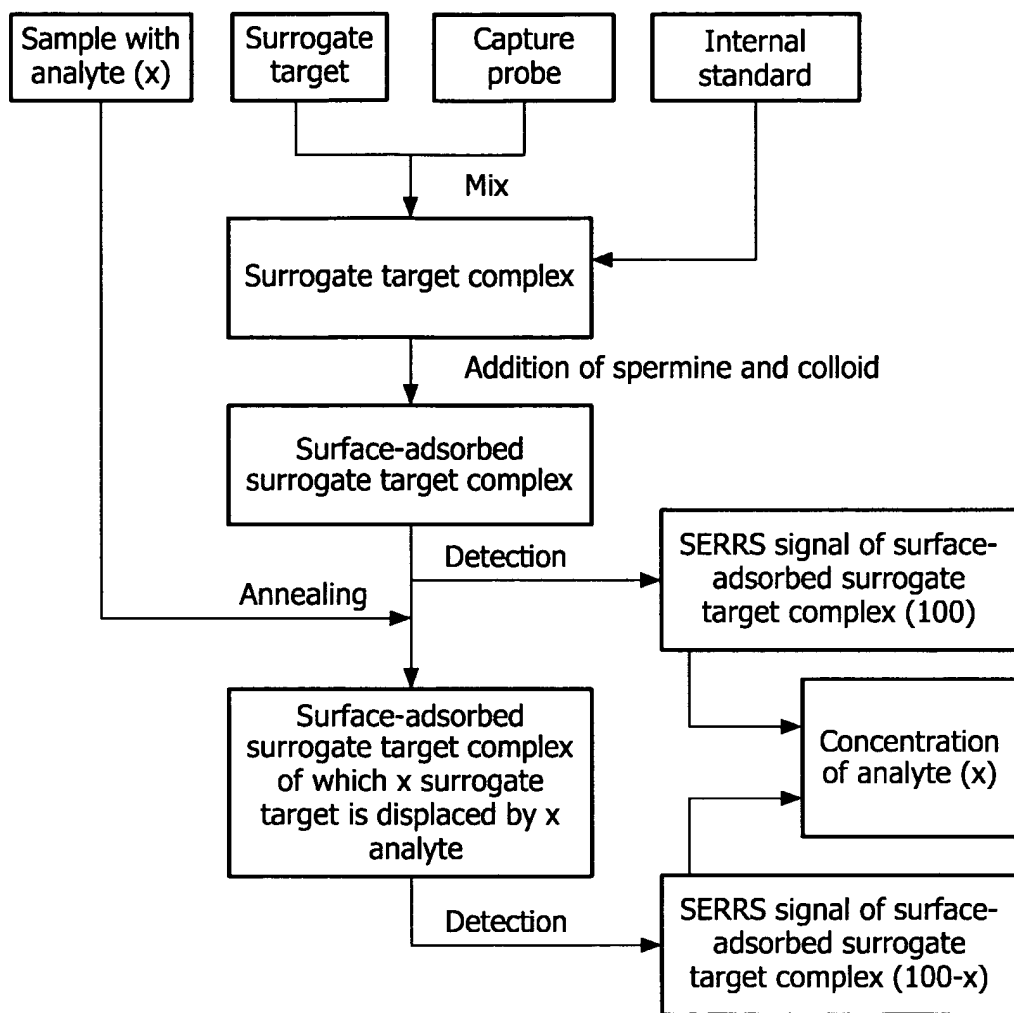 Sample with
analyte (x)
Surrogate
target
Capture
probe
Internal
standard
Mix
Surrogate target complex
Addition of spermine and colloid
Surface-adsorbed
surrogate target complex
Detection
SERRS signal of surface-
adsorbed surrogate
target complex (100)
Annealing
Surface-adsorbed
surrogate target complex
of which x surrogate
target is displaced by x
analyte
Concentration
of analyte (x)
Detection
SERRS signal of surface-
adsorbed surrogate
target complex (100-x)